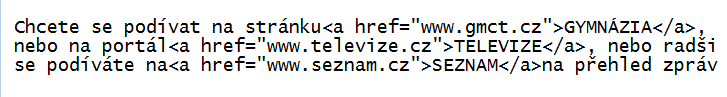 Chcete se podívat na stránku<a href="www.gmct.cz">GYMNÁZIA</a>,
nebo na portál<a href="www.televize.cz">TELEVIZE</a>, nebo radši
se podíváte na<a href="www.seznam.cz">SEZNAM</a>na přehled zpráv